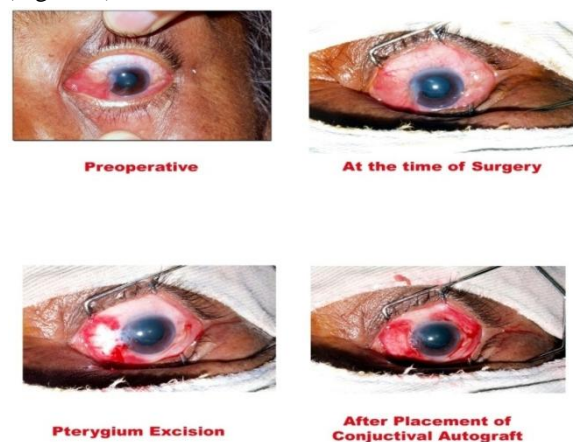 Preoperative
At the time of Surgery
Pterygium Excision
After Placement of
Conjuctival Autograft